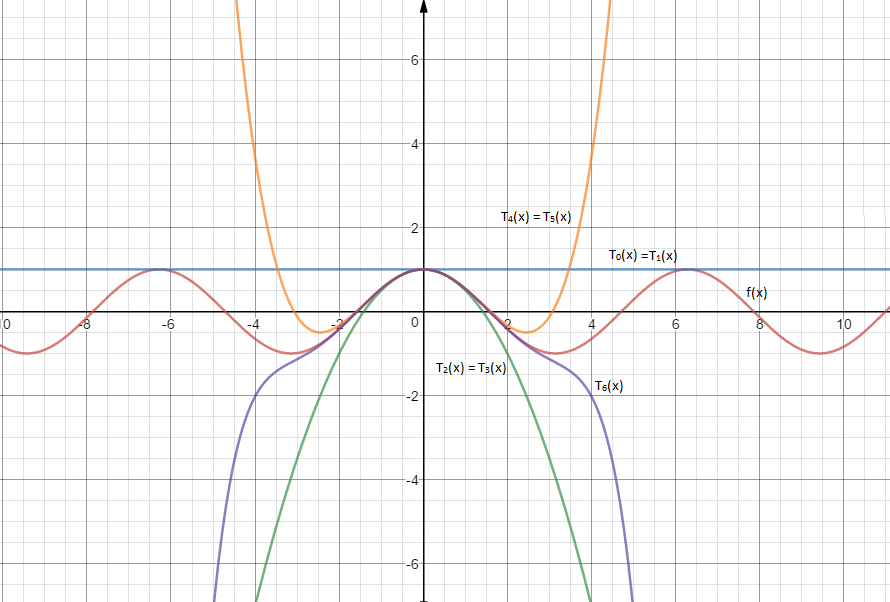 6
4
T₄(x) = T₅(x)
2
T₀(x) =T₁(x)
f(x)
10 -8 -6 -4 -2 0 2 4 6 8 10
T₂(x) = T₃(x)
T₆(x)
-2
-4
-6